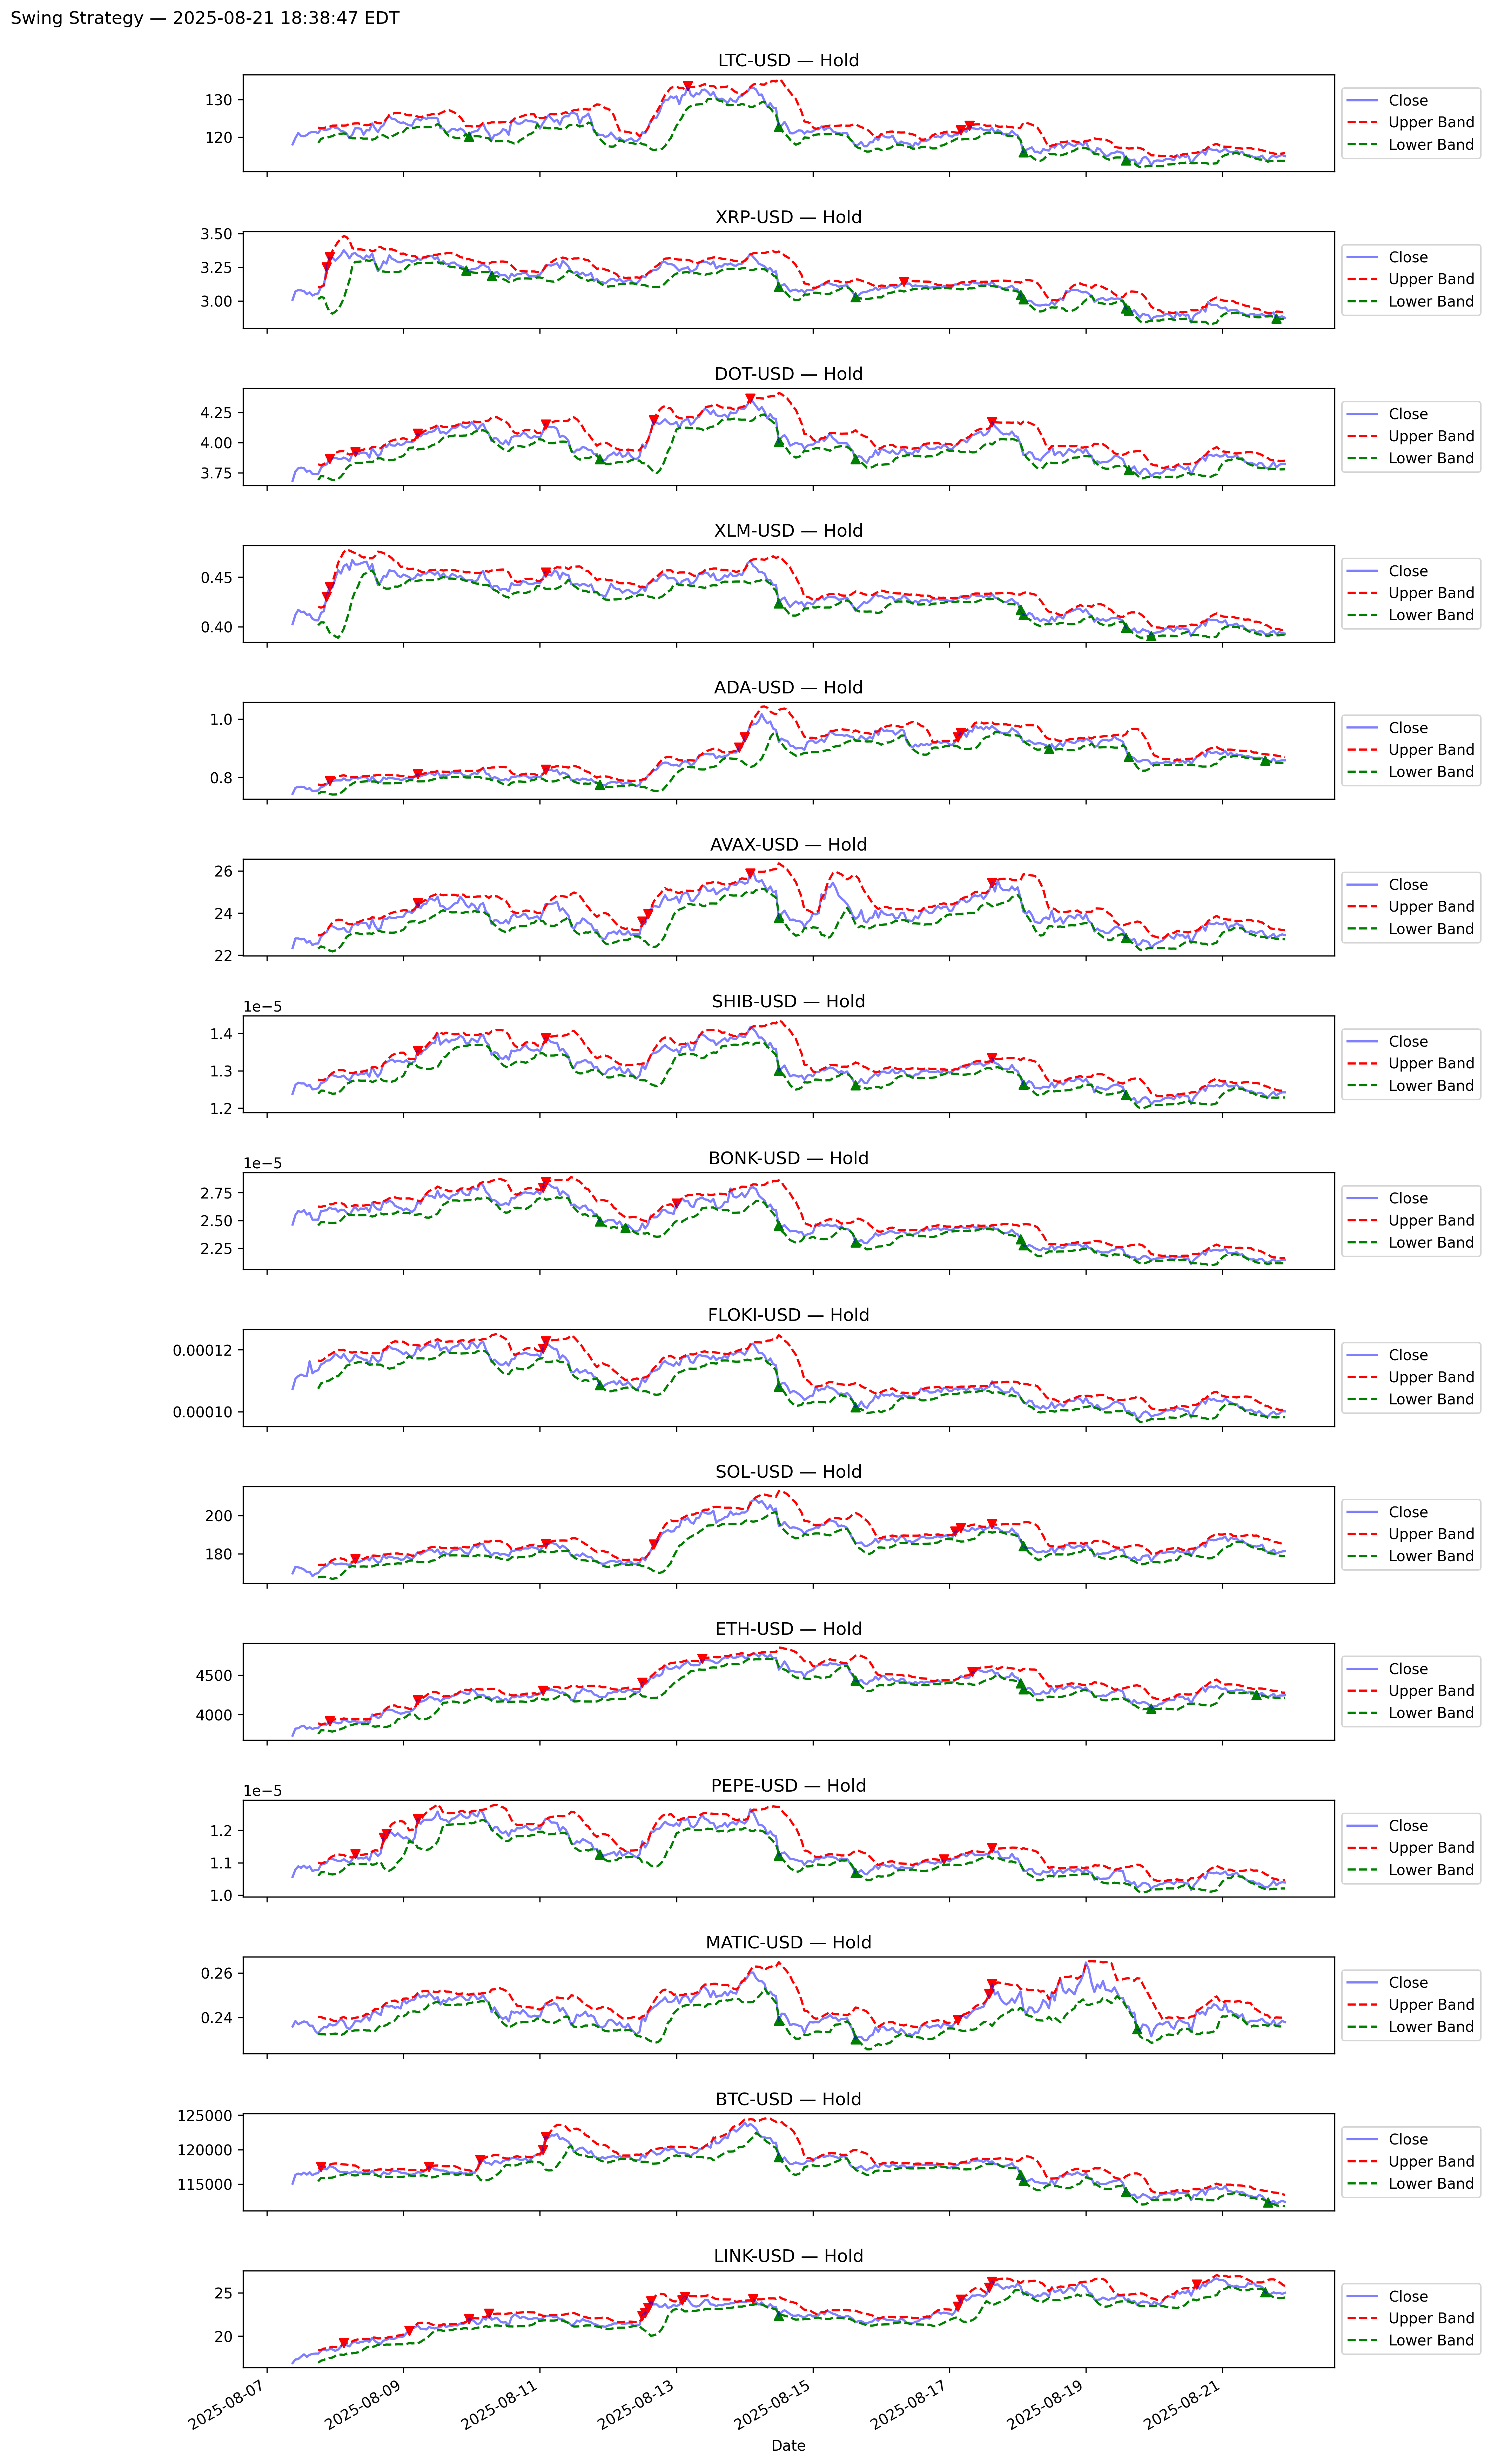 Swing Strategy — 2025-08-21 18:38:47 EDT
LTC-USD — Hold
130
120
Close
Upper Band
Lower Band
XRP-USD — Hold
3.50
3.25
3.00
Close
Upper Band
Lower Band
DOT-USD — Hold
4.25
4.00
3.75
Close
Upper Band
Lower Band
XLM-USD — Hold
0.45
0.40
Close
Upper Band
Lower Band
ADA-USD — Hold
1.0
0.8
Close
Upper Band
Lower Band
AVAX-USD — Hold
26
24
22
Close
Upper Band
Lower Band
SHIB-USD — Hold
1e−5
1.4
1.3
1.2
Close
Upper Band
Lower Band
BONK-USD — Hold
1e−5
2.75
2.50
2.25
Close
Upper Band
Lower Band
FLOKI-USD — Hold
0.00012
0.00010
Close
Upper Band
Lower Band
SOL-USD — Hold
200
180
Close
Upper Band
Lower Band
ETH-USD — Hold
4500
4000
Close
Upper Band
Lower Band
PEPE-USD — Hold
1e−5
1.2
1.1
1.0
Close
Upper Band
Lower Band
MATIC-USD — Hold
0.26
0.24
Close
Upper Band
Lower Band
BTC-USD — Hold
125000
120000
115000
Close
Upper Band
Lower Band
LINK-USD — Hold
25
20
Close
Upper Band
Lower Band
2025-08-07
2025-08-09
2025-08-11
2025-08-13
2025-08-15
2025-08-17
2025-08-19
2025-08-21
Date